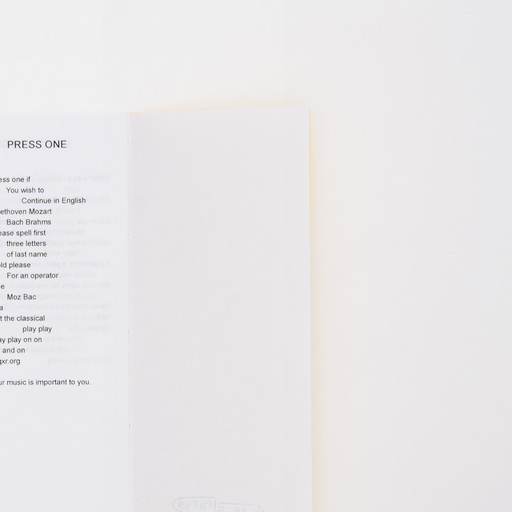 PRESS ONE
ess one if
You wish to
Continue in English
ethoven Mozart
Bach Brahms
ease spell first
three letters
of last name
ld please
For an operator
e
Moz Bac
a
t the classical
play play
ay play on on
and on
qxr.org
ur music is important to you.